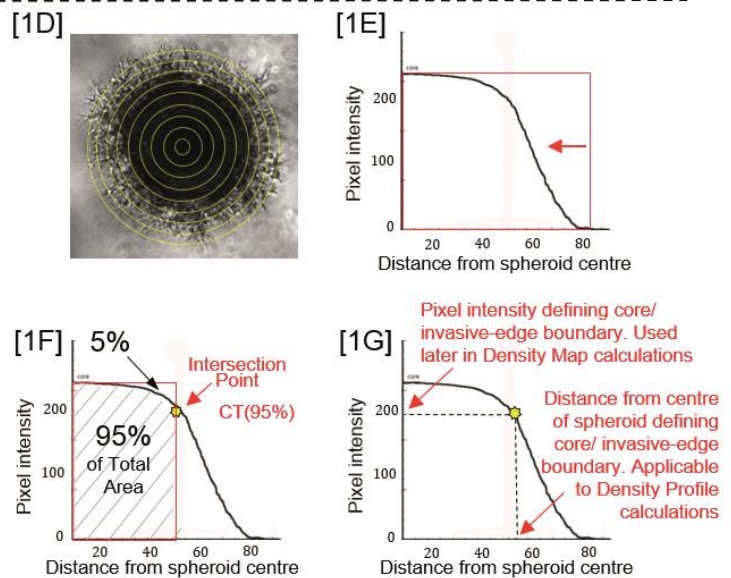 [1D]
[1E]
core
200
100
0
Pixel intensity
20 40 60 80
Distance from spheroid centre
[1F]
5%
core
Intersection
Point
CT(95%)
200
95%
of Total
Area
100
0
Pixel intensity
20 40 60 80
Distance from spheroid centre
[1G]
Pixel intensity defining core/
invasive-edge boundary. Used
later in Density Map calculations
core
Distance from centre
of spheroid defining
core/ invasive-edge
boundary. Applicable
to Density Profile
calculations
200
100
0
Pixel intensity
20 40 60 80
Distance from spheroid centre